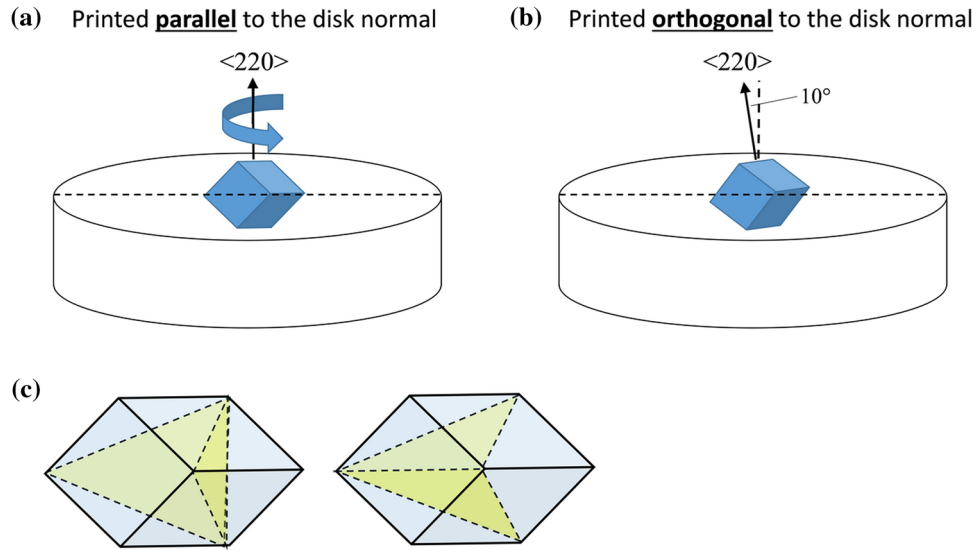 (a) Printed parallel to the disk normal
<220>
(b) Printed orthogonal to the disk normal
<220>
10°
(c)